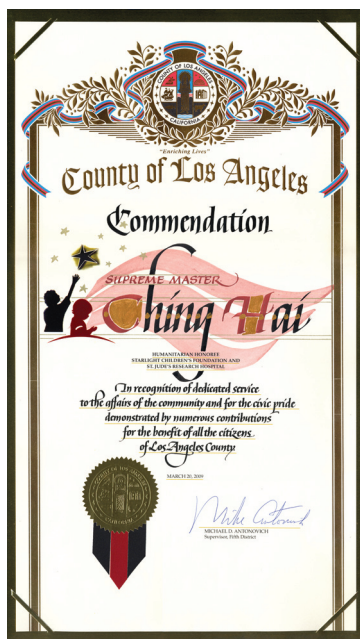 COUNTY OF LOS ANGELES
CALIFORNIA
"Enriching Lives"
County of Los Angeles
Commendation
SUPREME MASTER
Ching Hai
HUMANITARIAN HONOREE
STARLIGHT CHILDREN'S FOUNDATION AND
ST. JUDE'S RESEARCH HOSPITAL
In recognition of dedicated service
to the affairs of the community and for the civic pride
demonstrated by numerous contributions
for the benefit of all the citizens
of Los Angeles County
MARCH 20, 2009
Mike Antonovich
MICHAEL D. ANTONOVICH
Supervisor, Fifth District